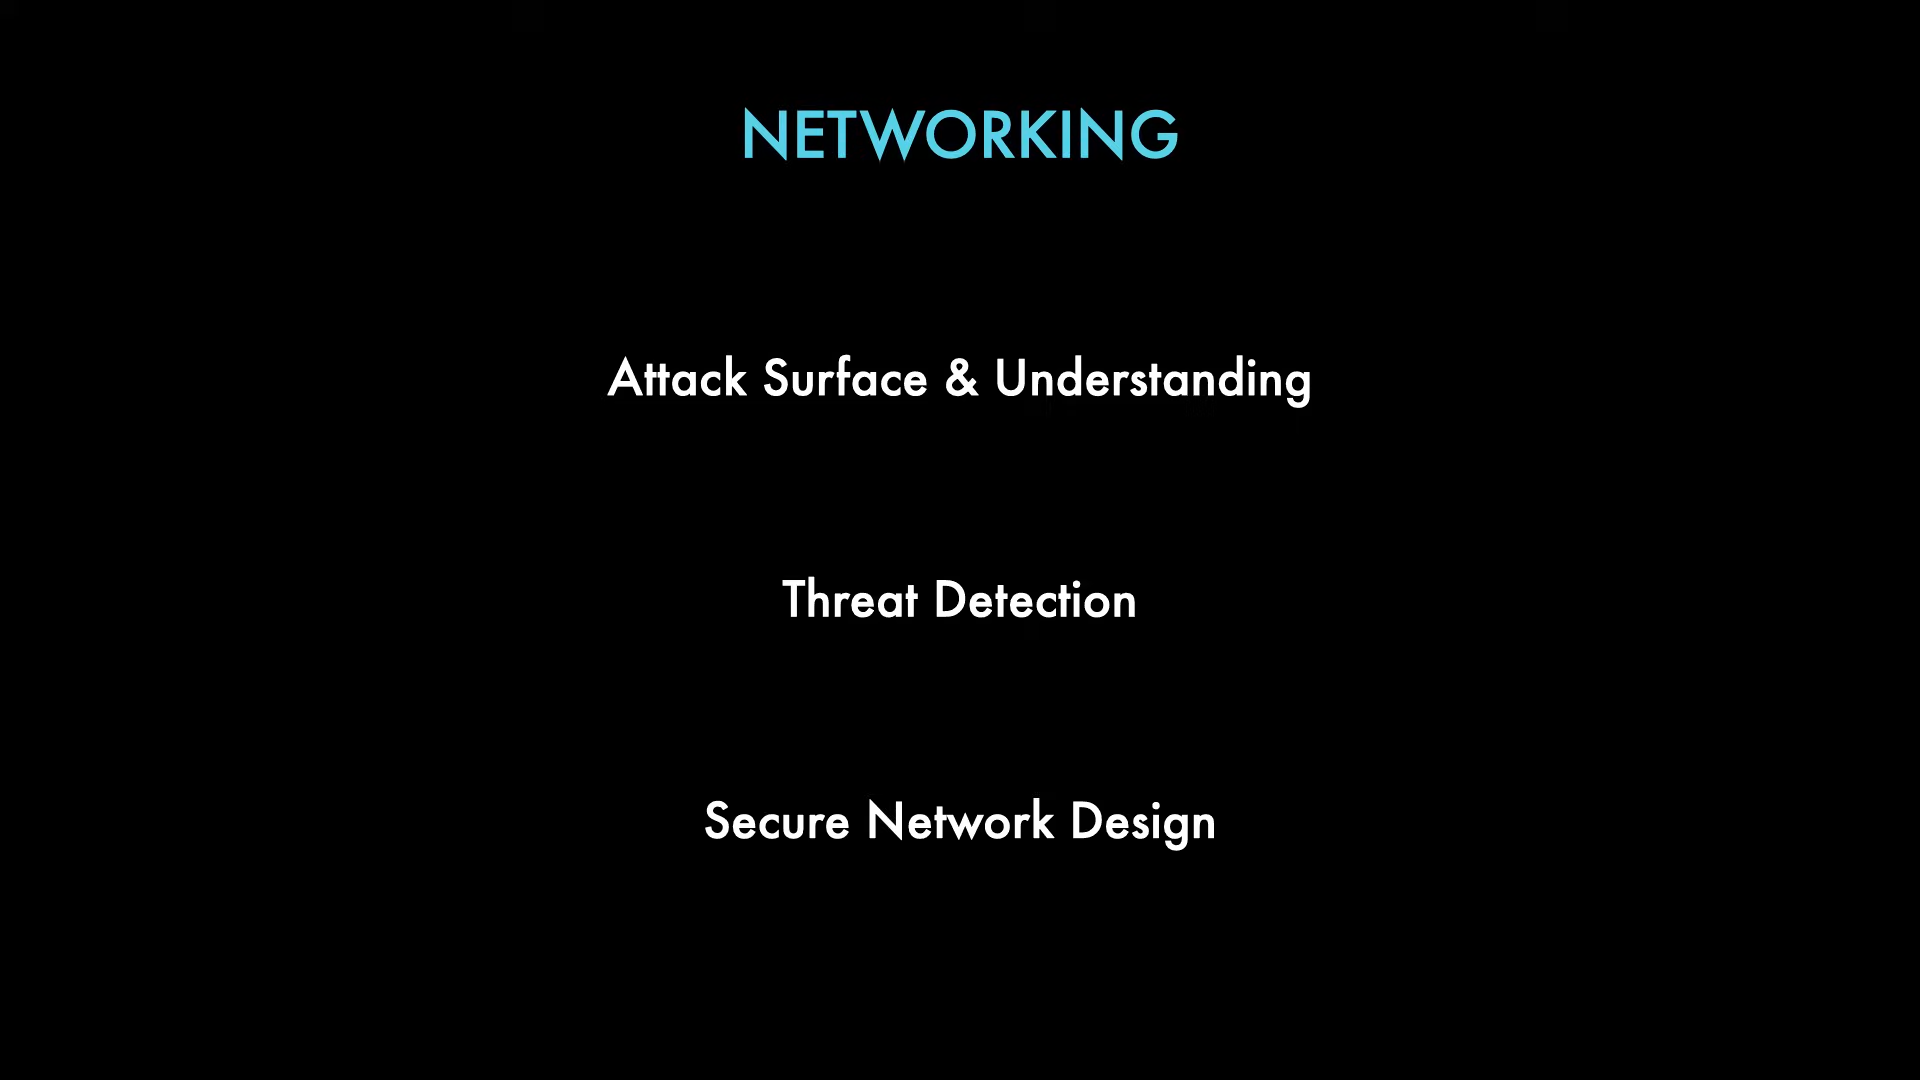 NETWORKING
Attack Surface & Understanding
Threat Detection
Secure Network Design